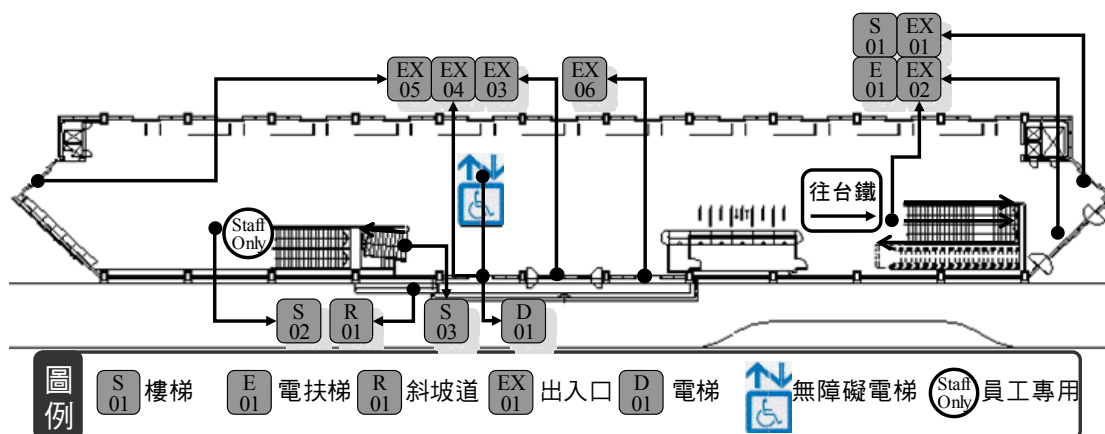 S 01
EX 01
EX 05
EX 04
EX 03
EX 06
E 01
EX 02
往台鐵
Staff Only
S 02
R 01
S 03
D 01
圖例
S 01 樓梯
E 01 電扶梯
R 01 斜坡道
EX 01 出入口
D 01 電梯
無障礙電梯
Staff Only 員工專用